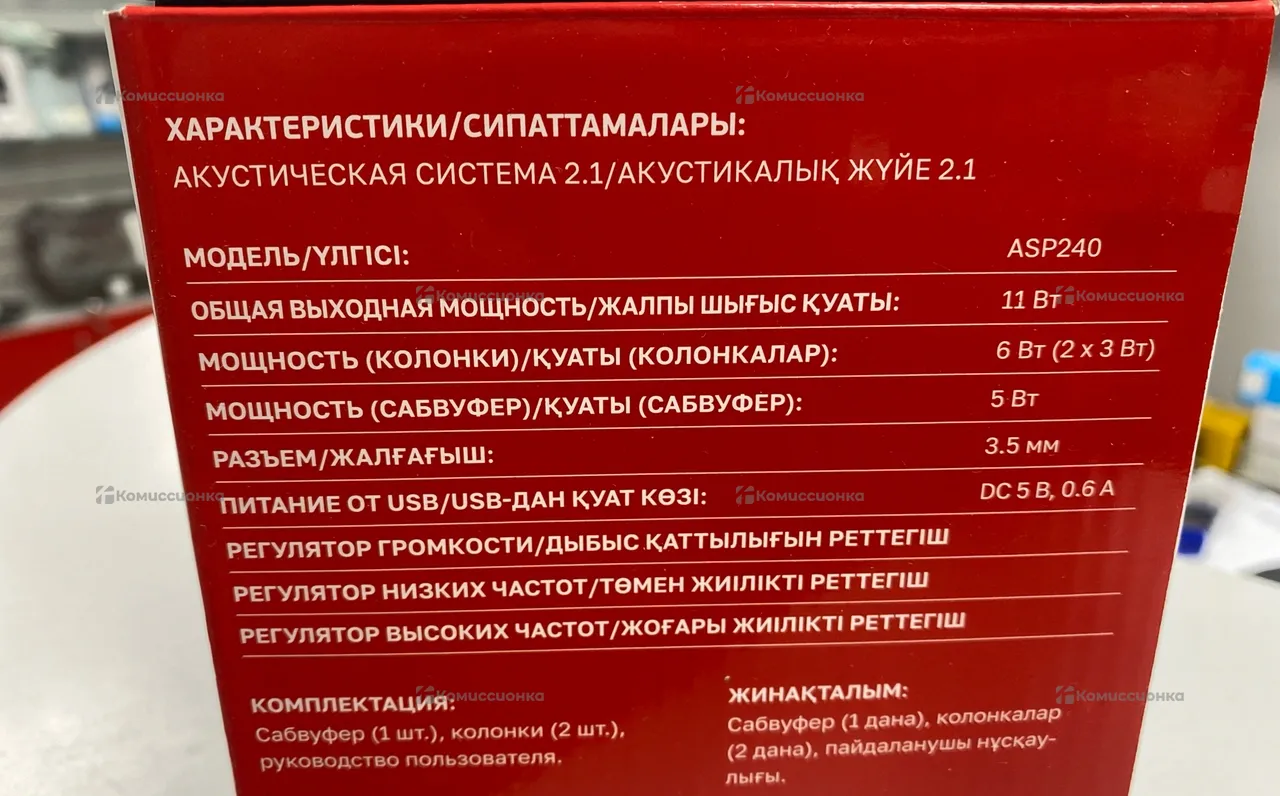 Комиссионка Комиссионка
ХАРАКТЕРИСТИКИ/СИПАТТАМАЛАРЫ:
АКУСТИЧЕСКАЯ СИСТЕМА 2.1/АКУСТИКАЛЫҚ ЖҮЙЕ 2.1
МОДЕЛЬ/ҮЛГІСІ: ASP240
Комиссионка Комиссионка
ОБЩАЯ ВЫХОДНАЯ МОЩНОСТЬ/ЖАЛПЫ ШЫҒЫС ҚУАТЫ: 11 Вт
МОЩНОСТЬ (КОЛОНКИ)/ҚУАТЫ (КОЛОНКАЛАР): 6 Вт (2 x 3 Вт)
МОЩНОСТЬ (САБВУФЕР)/ҚУАТЫ (САБВУФЕР): 5 Вт
РАЗЪЕМ/ЖАЛҒАҒЫШ: 3.5 мм
Комиссионка Комиссионка
ПИТАНИЕ ОТ USB/USB-ДАН ҚУАТ КӨЗІ: DC 5 В, 0.6 А
РЕГУЛЯТОР ГРОМКОСТИ/ДЫБЫС ҚАТТЫЛЫҒЫН РЕТТЕГІШ
РЕГУЛЯТОР НИЗКИХ ЧАСТОТ/ТӨМЕН ЖИІЛІКТІ РЕТТЕГІШ
РЕГУЛЯТОР ВЫСОКИХ ЧАСТОТ/ЖОҒАРЫ ЖИІЛІКТІ РЕТТЕГІШ
Комиссионка Комиссионка
КОМПЛЕКТАЦИЯ:
Сабвуфер (1 шт.), колонки (2 шт.),
руководство пользователя.
ЖИНАҚТАЛЫМ:
Сабвуфер (1 дана), колонкалар
(2 дана), пайдаланушы нұсқау-
лығы.